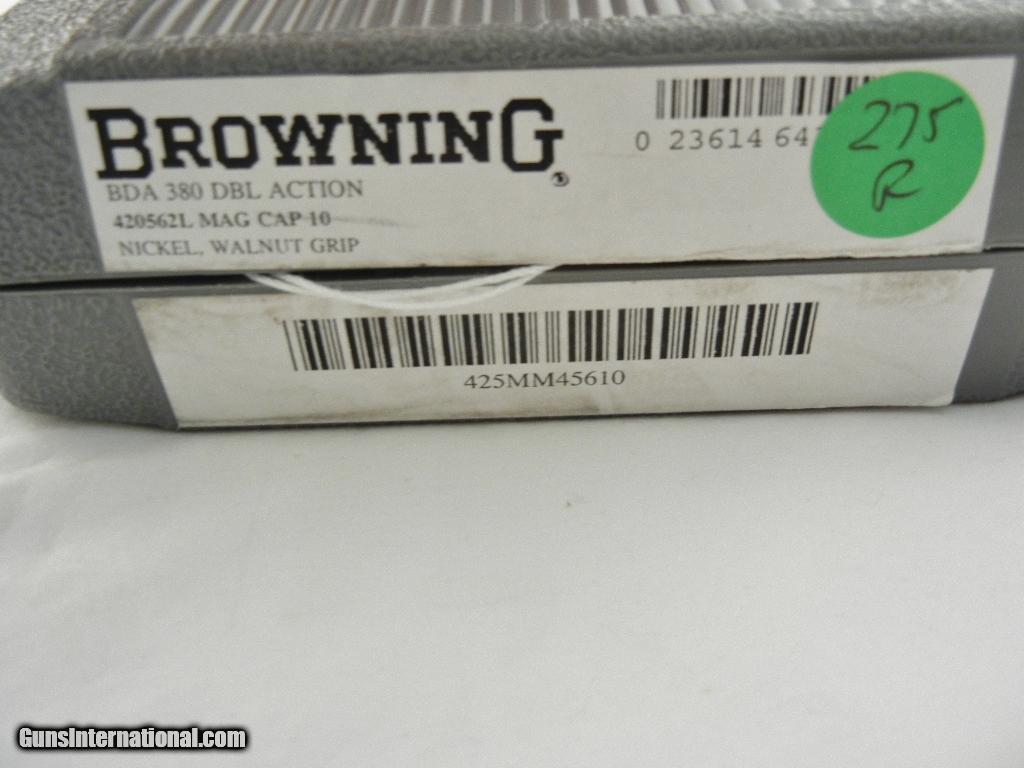 BROWNING®
BDA 380 DBL ACTION
420562L MAG CAP 10
NICKEL, WALNUT GRIP
0 23614 64
275
R
425MM45610
GunsInternational.com